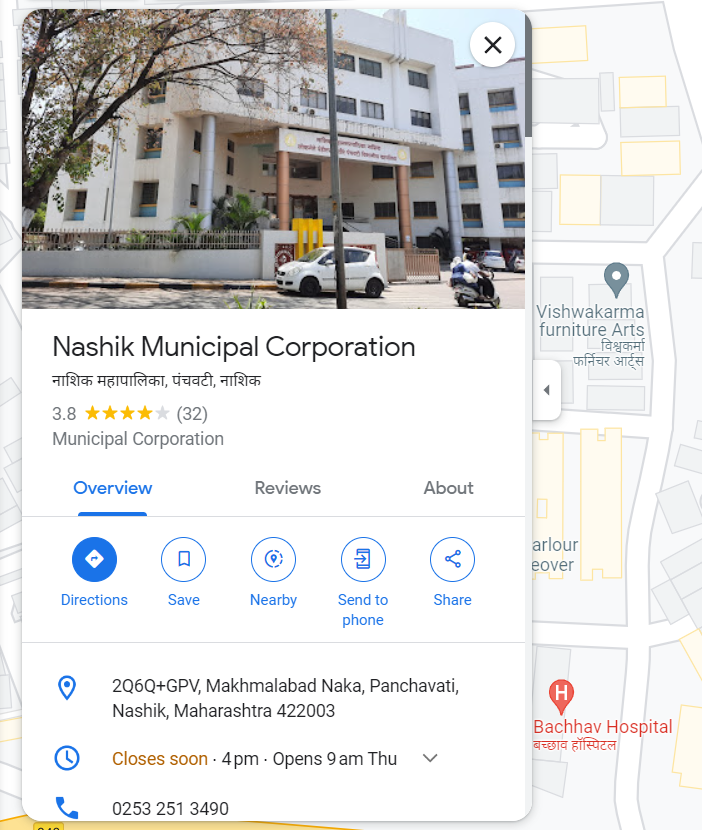 Nashik Municipal Corporation
नाशिक महापालिका, पंचवटी, नाशिक
3.8 (32)
Municipal Corporation
Overview Reviews About
Directions Save Nearby Send to phone Share
2Q6Q+GPV, Makhmalabad Naka, Panchavati,
Nashik, Maharashtra 422003
Closes soon · 4 pm · Opens 9 am Thu
0253 251 3490
Vishwakarma
furniture Arts
विश्वकर्मा
फर्निचर आर्ट्स
arlour
eover
H
Bachhav Hospital
बच्छाव हॉस्पिटल